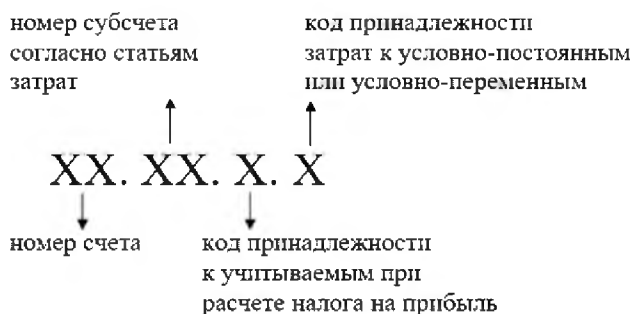 номер субсчета
согласно статьям
затрат
код принадлежности
затрат к условно-постоянным
или условно-переменным
XX. XX. X. X
номер счета
код принадлежности
к учитываемым при
расчете налога на прибыль